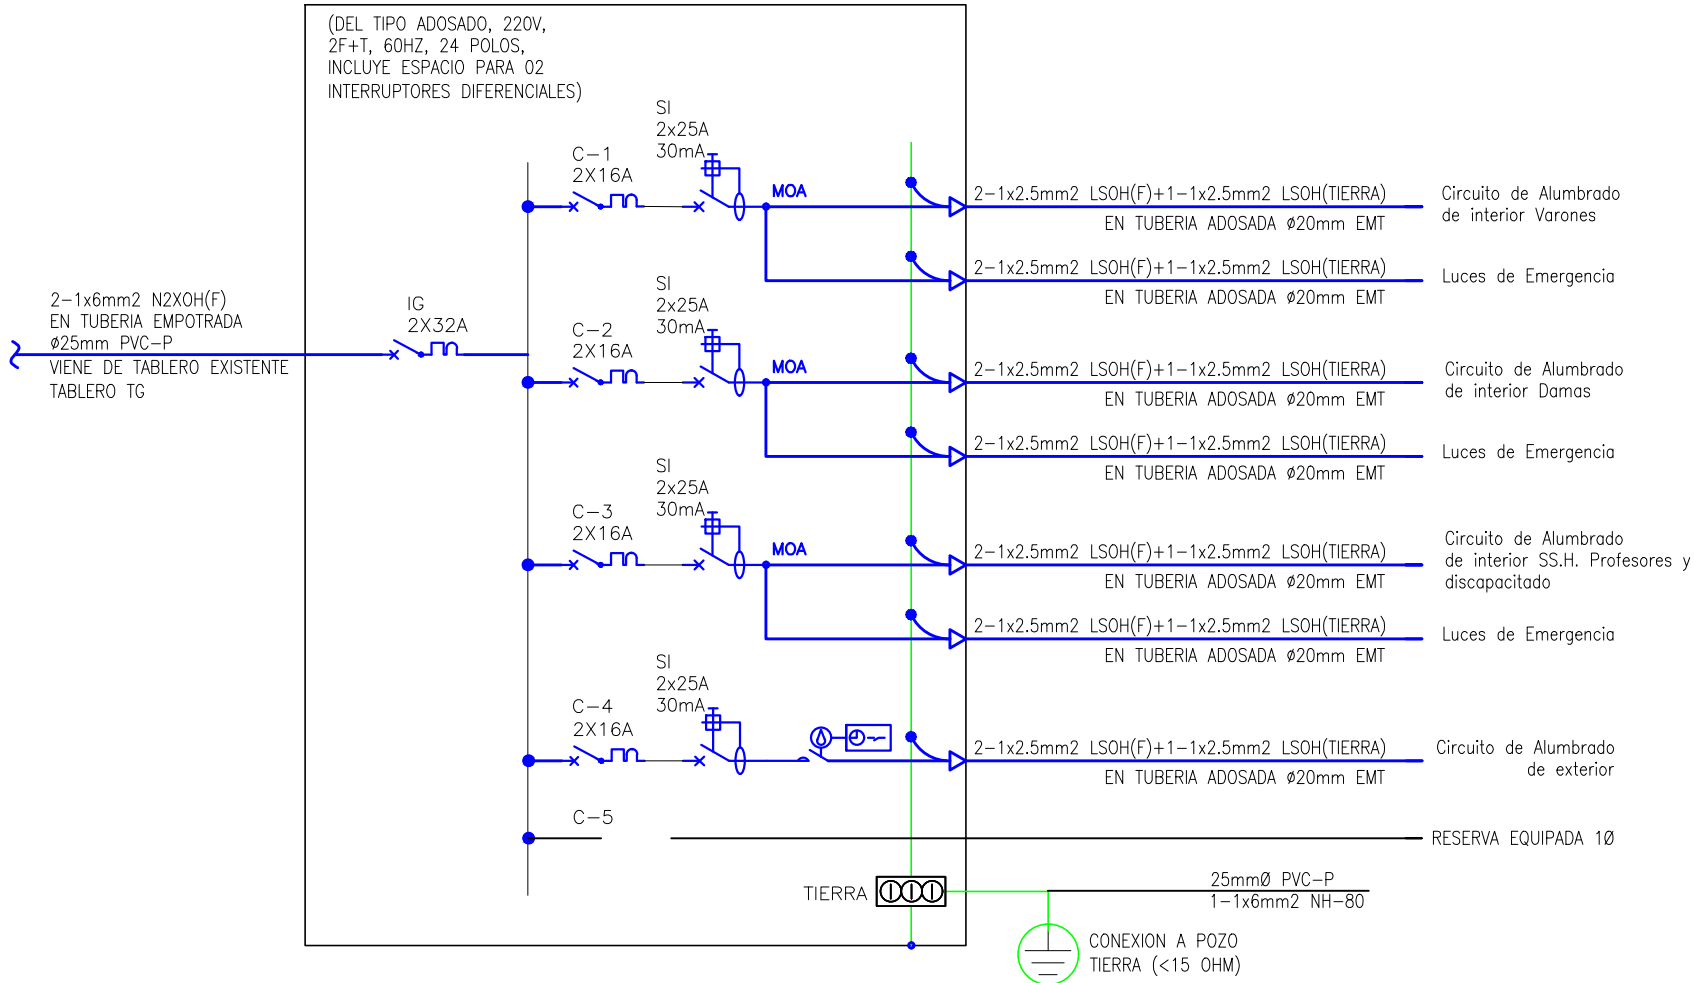 (DEL TIPO ADOSADO, 220V,
2F+T, 60HZ, 24 POLOS,
INCLUYE ESPACIO PARA 02
INTERRUPTORES DIFERENCIALES)
2-1x6mm2 N2XOH(F)
EN TUBERIA EMPOTRADA
ø25mm PVC-P
VIENE DE TABLERO EXISTENTE
TABLERO TG
IG
2X32A
C-1
2X16A
SI
2x25A
30mA
MOA
2-1x2.5mm2 LSOH(F)+1-1x2.5mm2 LSOH(TIERRA)
EN TUBERIA ADOSADA ø20mm EMT
Circuito de Alumbrado
de interior Varones
2-1x2.5mm2 LSOH(F)+1-1x2.5mm2 LSOH(TIERRA)
EN TUBERIA ADOSADA ø20mm EMT
Luces de Emergencia
C-2
2X16A
SI
2x25A
30mA
MOA
2-1x2.5mm2 LSOH(F)+1-1x2.5mm2 LSOH(TIERRA)
EN TUBERIA ADOSADA ø20mm EMT
Circuito de Alumbrado
de interior Damas
2-1x2.5mm2 LSOH(F)+1-1x2.5mm2 LSOH(TIERRA)
EN TUBERIA ADOSADA ø20mm EMT
Luces de Emergencia
C-3
2X16A
SI
2x25A
30mA
MOA
2-1x2.5mm2 LSOH(F)+1-1x2.5mm2 LSOH(TIERRA)
EN TUBERIA ADOSADA ø20mm EMT
Circuito de Alumbrado
de interior SS.H. Profesores y
discapacitado
2-1x2.5mm2 LSOH(F)+1-1x2.5mm2 LSOH(TIERRA)
EN TUBERIA ADOSADA ø20mm EMT
Luces de Emergencia
C-4
2X16A
SI
2x25A
30mA
2-1x2.5mm2 LSOH(F)+1-1x2.5mm2 LSOH(TIERRA)
EN TUBERIA ADOSADA ø20mm EMT
Circuito de Alumbrado
de exterior
C-5
RESERVA EQUIPADA 1Ø
TIERRA
25mmØ PVC-P
1-1x6mm2 NH-80
CONEXION A POZO
TIERRA (<15 OHM)